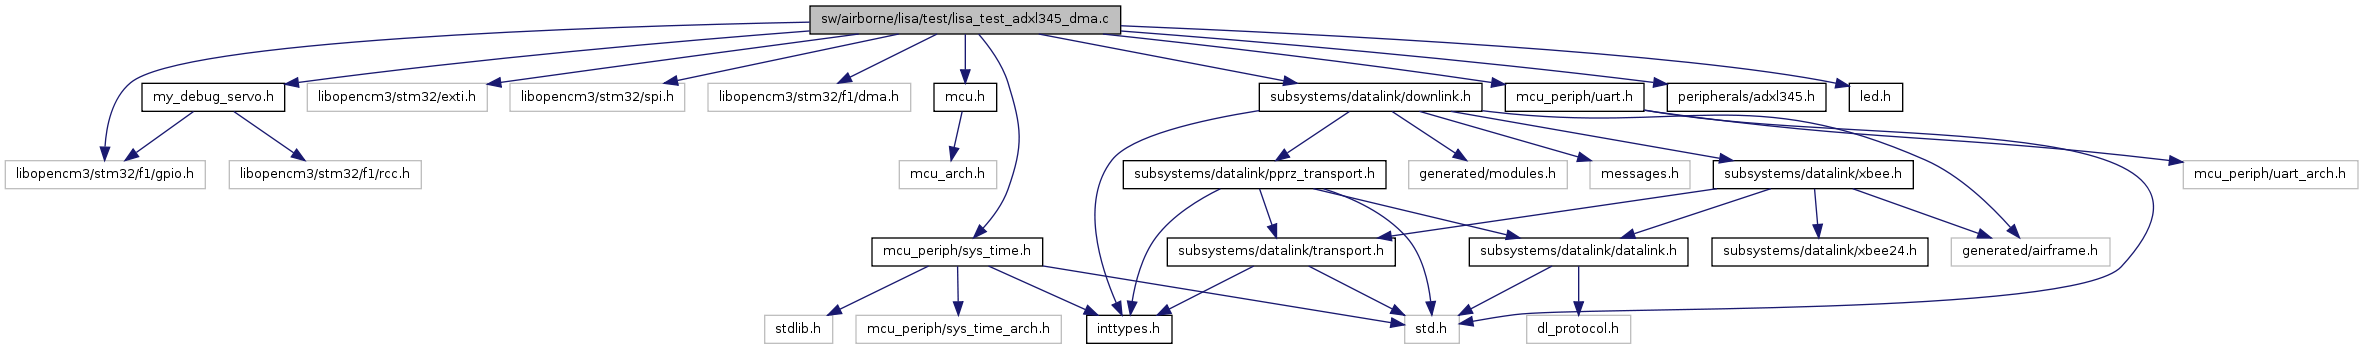 sw/airborne/lisa/test/lisa_test_adxl345_dma.c
my_debug_servo.h
libopencm3/stm32/exti.h
libopencm3/stm32/spi.h
libopencm3/stm32/f1/dma.h
mcu.h
subsystems/datalink/downlink.h
mcu_periph/uart.h
peripherals/adxl345.h
led.h
libopencm3/stm32/f1/gpio.h
libopencm3/stm32/f1/rcc.h
mcu_arch.h
subsystems/datalink/pprz_transport.h
generated/modules.h
messages.h
subsystems/datalink/xbee.h
mcu_periph/uart_arch.h
mcu_periph/sys_time.h
subsystems/datalink/transport.h
subsystems/datalink/datalink.h
subsystems/datalink/xbee24.h
generated/airframe.h
stdlib.h
mcu_periph/sys_time_arch.h
inttypes.h
std.h
dl_protocol.h